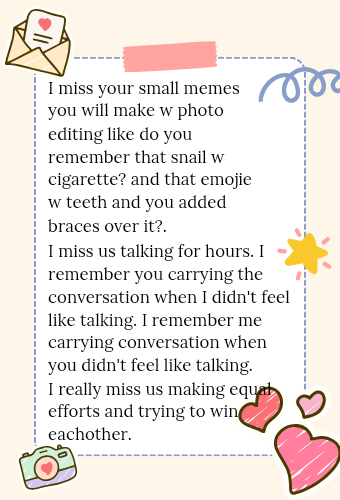 I miss your small memes
you will make w photo
editing like do you
remember that snail w
cigarette? and that emojie
w teeth and you added
braces over it?.
I miss us talking for hours. I
remember you carrying the
conversation when I didn't feel
like talking. I remember me
carrying conversation when
you didn't feel like talking.
I really miss us making equal
efforts and trying to win
eachother.